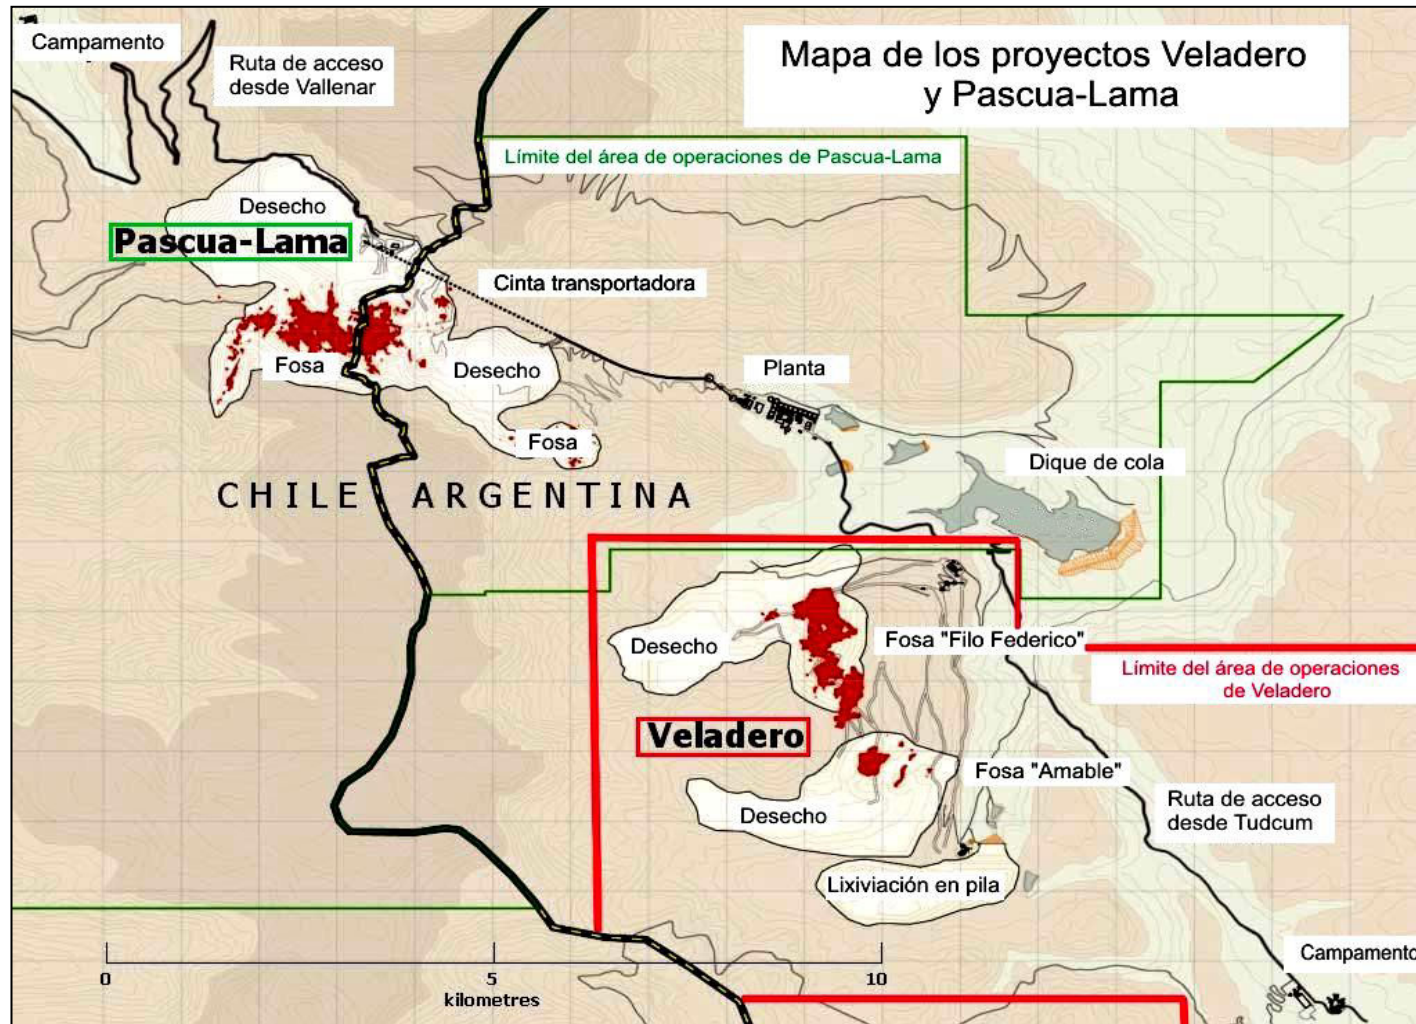 Campamento
Ruta de acceso
desde Vallenar
Mapa de los proyectos Veladero
y Pascua-Lama
Límite del área de operaciones de Pascua-Lama
Desecho
Pascua-Lama
Cinta transportadora
Fosa
Desecho
Planta
Fosa
Dique de cola
CHILE
ARGENTINA
Desecho
Fosa "Filo Federico"
Límite del área de operaciones
de Veladero
Veladero
Fosa "Amable"
Desecho
Ruta de acceso
desde Tudcum
Lixiviación en pila
Campamento
0 5 10
kilometres